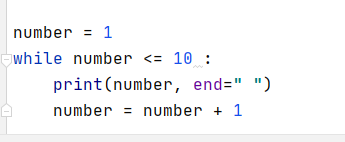 number = 1
while number <= 10 :
    print(number, end=" ")
    number = number + 1